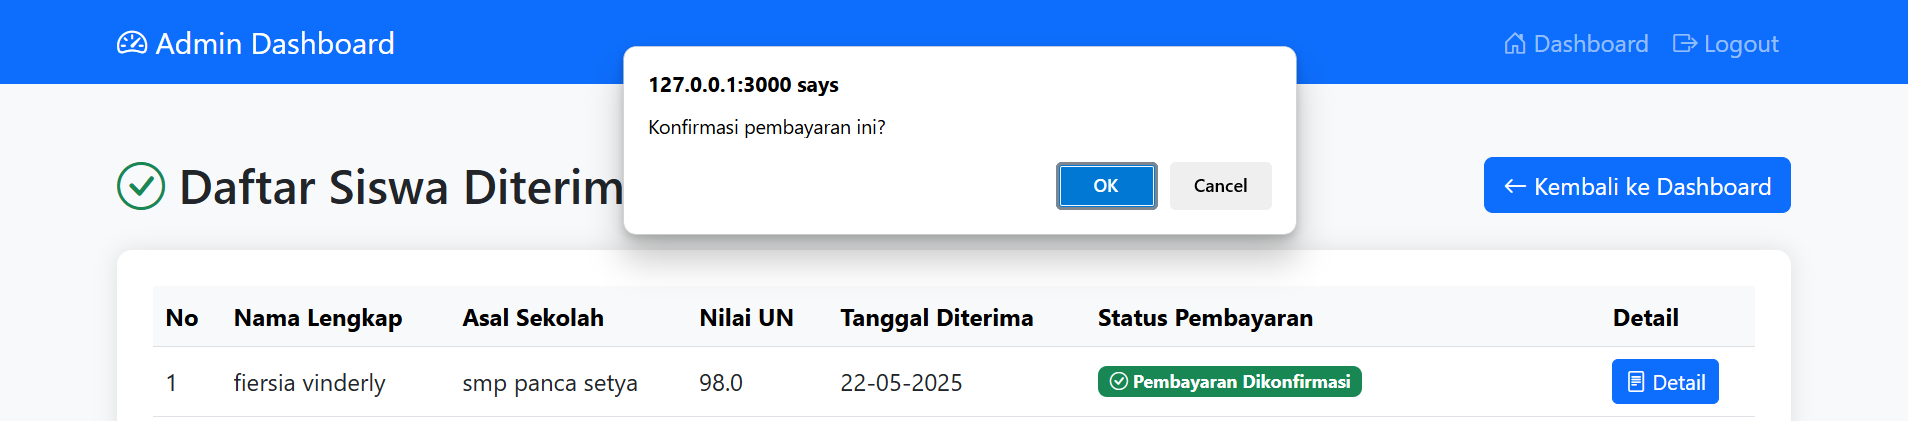 Admin Dashboard
Dashboard
Logout
127.0.0.1:3000 says
Konfirmasi pembayaran ini?
OK
Cancel
Daftar Siswa Diterim
Kembali ke Dashboard
No Nama Lengkap Asal Sekolah Nilai UN Tanggal Diterima Status Pembayaran Detail
1 fiersia vinderly smp panca setya 98.0 22-05-2025 Pembayaran Dikonfirmasi Detail